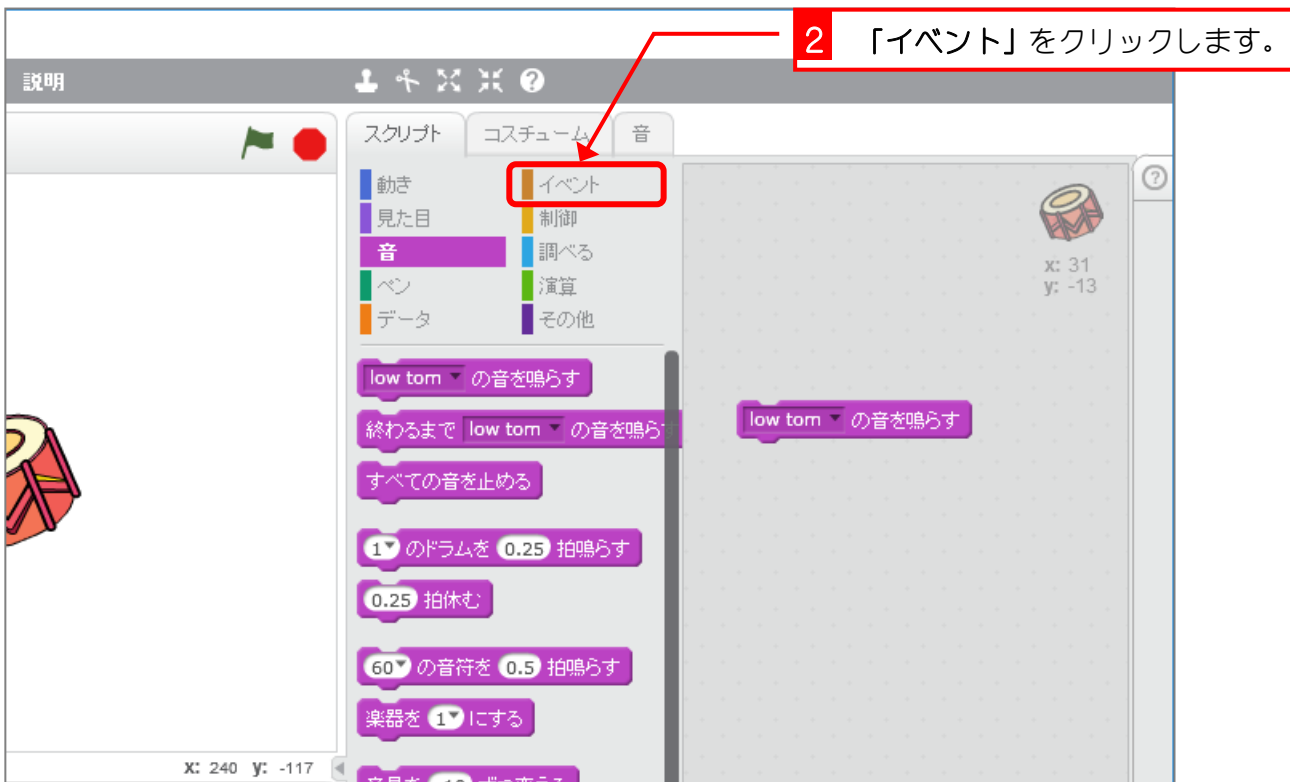 2 「イベント」をクリックします。
説明
スクリプト コスチューム 音
動き イベント
見た目 制御
音 調べる
ペン 演算
データ その他
x: 31
y: -13
low tom の音を鳴らす
終わるまで low tom の音を鳴らす
low tom の音を鳴らす
すべての音を止める
1 のドラムを 0.25 拍鳴らす
0.25 拍休む
60 の音符を 0.5 拍鳴らす
楽器を 1 にする
x: 240 y: -117